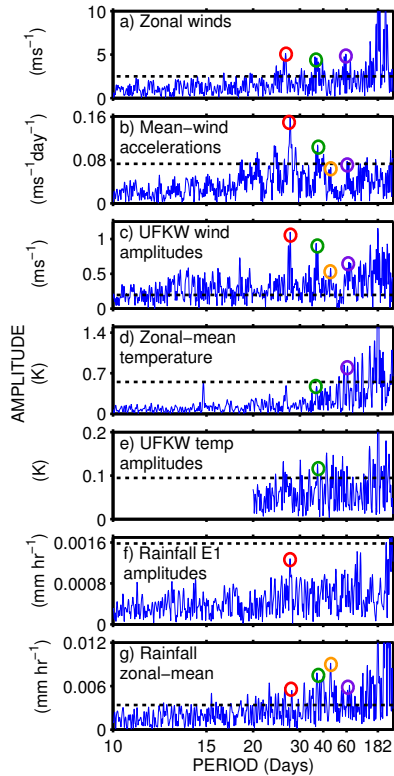 a) Zonal winds
10
5
0
(ms⁻¹)
b) Mean−wind
accelerations
0.16
0.08
0
(ms⁻¹day⁻¹)
c) UFKW wind
amplitudes
1
0.5
0
(ms⁻¹)
d) Zonal−mean
temperature
1.4
0.7
0
AMPLITUDE
(K)
e) UFKW temp
amplitudes
0.2
0.1
0
(K)
f) Rainfall E1
amplitudes
0.0016
0.0008
0
(mm hr⁻¹)
g) Rainfall
zonal−mean
0.012
0.006
0
(mm hr⁻¹)
10 15 20 30 40 60 182
PERIOD (Days)